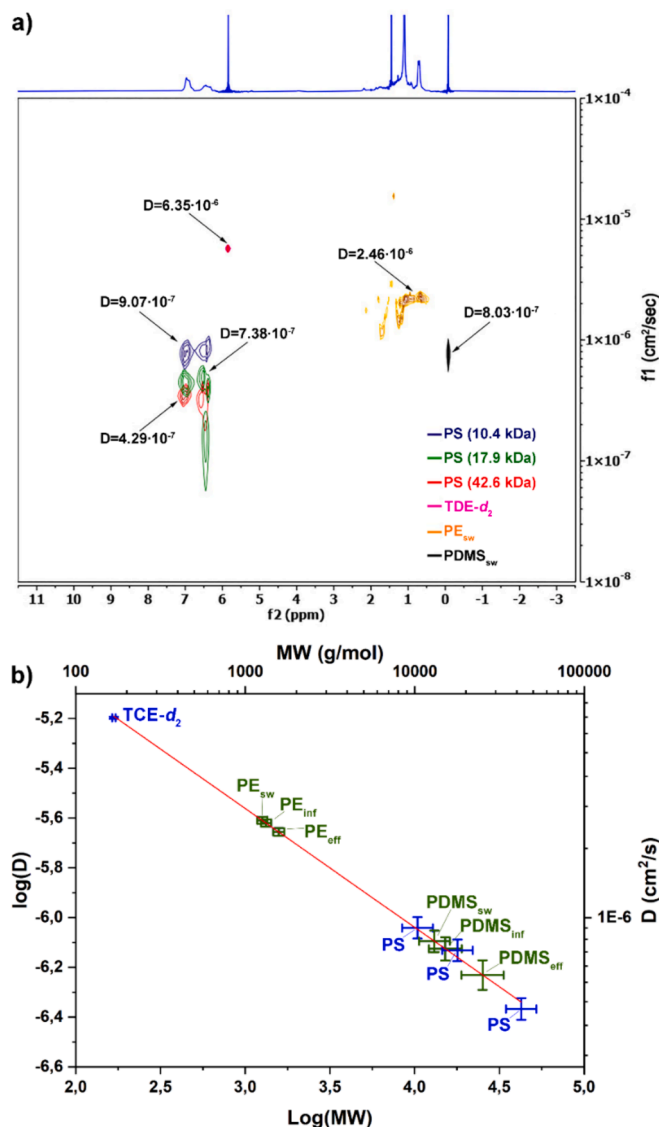 a)
1×10⁻⁴
1×10⁻⁵
D=6.35·10⁻⁶
D=2.46·10⁻⁶
D=9.07·10⁻⁷
D=7.38·10⁻⁷
D=8.03·10⁻⁷
1×10⁻⁶
f1 (cm²/sec)
D=4.29·10⁻⁷
PS (10.4 kDa)
PS (17.9 kDa)
1×10⁻⁷
PS (42.6 kDa)
TDE-d₂
PEsw
PDMSsw
1×10⁻⁸
11 10 9 8 7 6 5 4 3 2 1 0 -1 -2 -3
f2 (ppm)
MW (g/mol)
b)
100 1000 10000 100000
-5,2
TCE-d₂
-5,4
PEsw
PEinf
-5,6
PEeff
-5,8
log(D)
D (cm²/s)
-6,0
1E-6
PDMSsw
PS
PDMSinf
PS
-6,2
PDMSeff
-6,4
PS
-6,6
2,0 2,5 3,0 3,5 4,0 4,5 5,0
Log(MW)